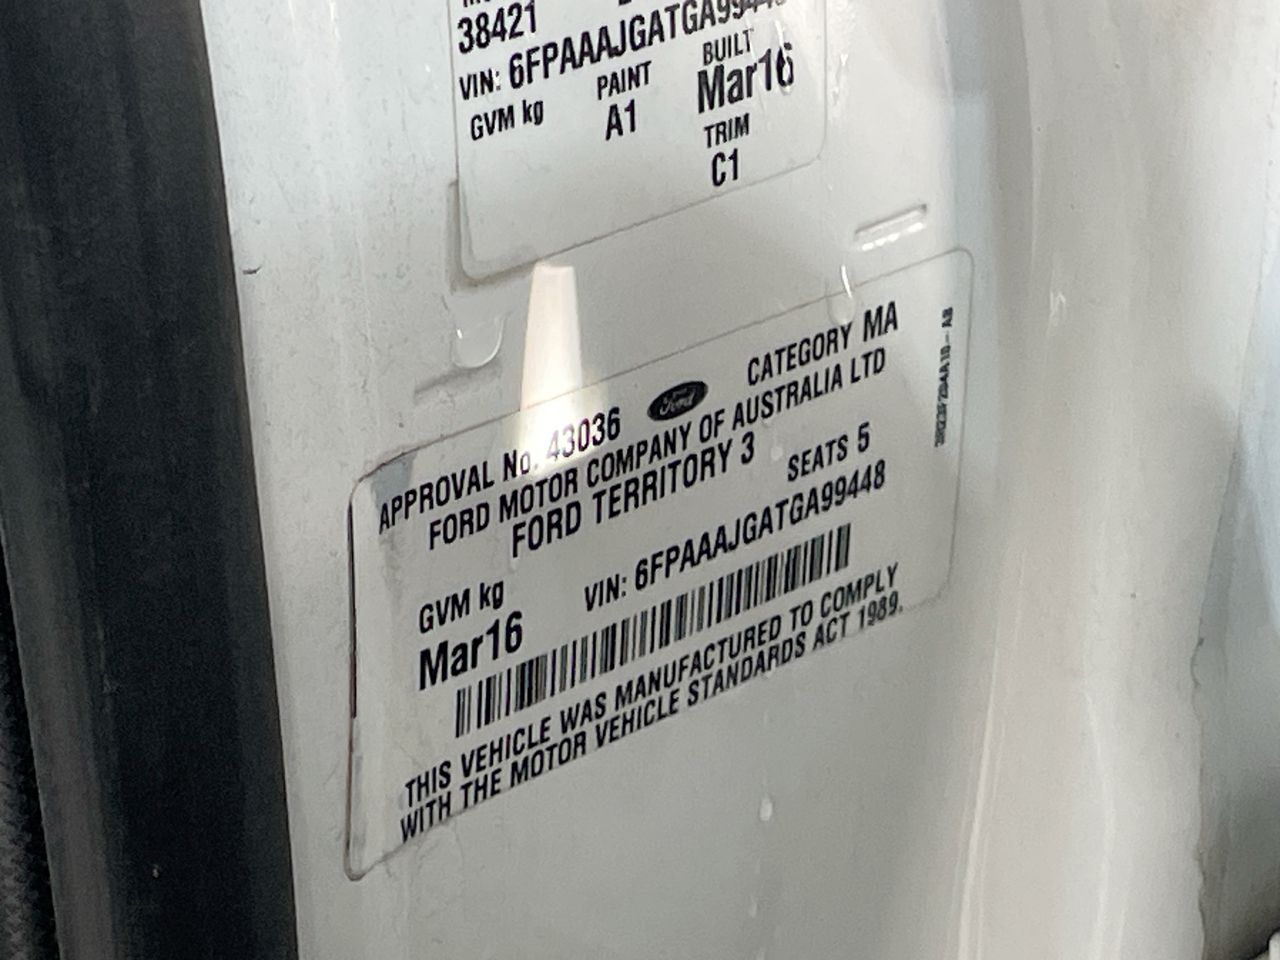 38421
VIN: 6FPAAAJGATGA99448
GVM kg PAINT BUILT
A1 Mar16
TRIM
C1
APPROVAL No. 43036 Ford CATEGORY MA
FORD MOTOR COMPANY OF AUSTRALIA LTD
FORD TERRITORY 3
SEATS 5
GVM kg VIN: 6FPAAAJGATGA99448
Mar16
THIS VEHICLE WAS MANUFACTURED TO COMPLY
WITH THE MOTOR VEHICLE STANDARDS ACT 1989.